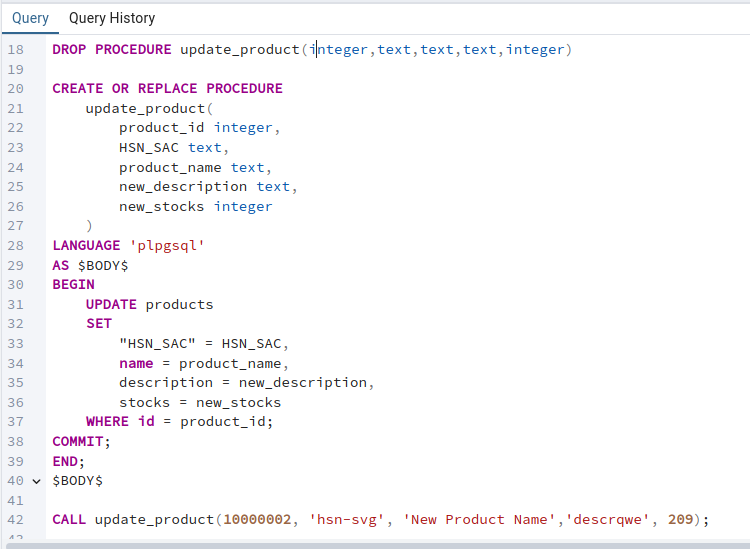 Query Query History
18 DROP PROCEDURE update_product(integer,text,text,text,integer)
19
20 CREATE OR REPLACE PROCEDURE
21 update_product(
22 product_id integer,
23 HSN_SAC text,
24 product_name text,
25 new_description text,
26 new_stocks integer
27 )
28 LANGUAGE 'plpgsql'
29 AS $BODY$
30 BEGIN
31 UPDATE products
32 SET
33 "HSN_SAC" = HSN_SAC,
34 name = product_name,
35 description = new_description,
36 stocks = new_stocks
37 WHERE id = product_id;
38 COMMIT;
39 END;
40 $BODY$
41
42 CALL update_product(10000002, 'hsn-svg', 'New Product Name','descrqwe', 209);